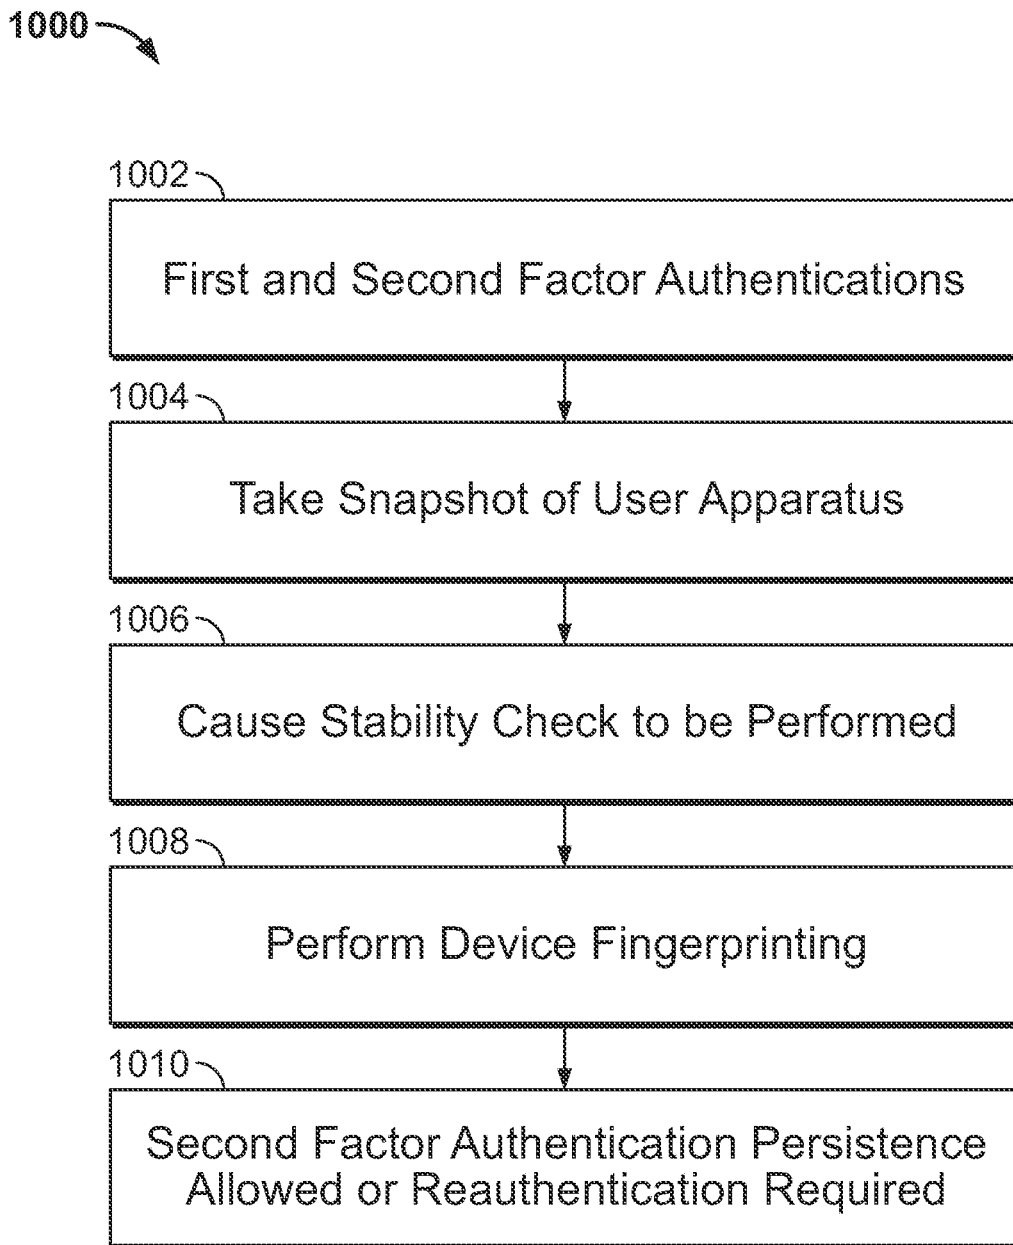 1000
1002
First and Second Factor Authentications
1004
Take Snapshot of User Apparatus
1006
Cause Stability Check to be Performed
1008
Perform Device Fingerprinting
1010
Second Factor Authentication Persistence
Allowed or Reauthentication Required